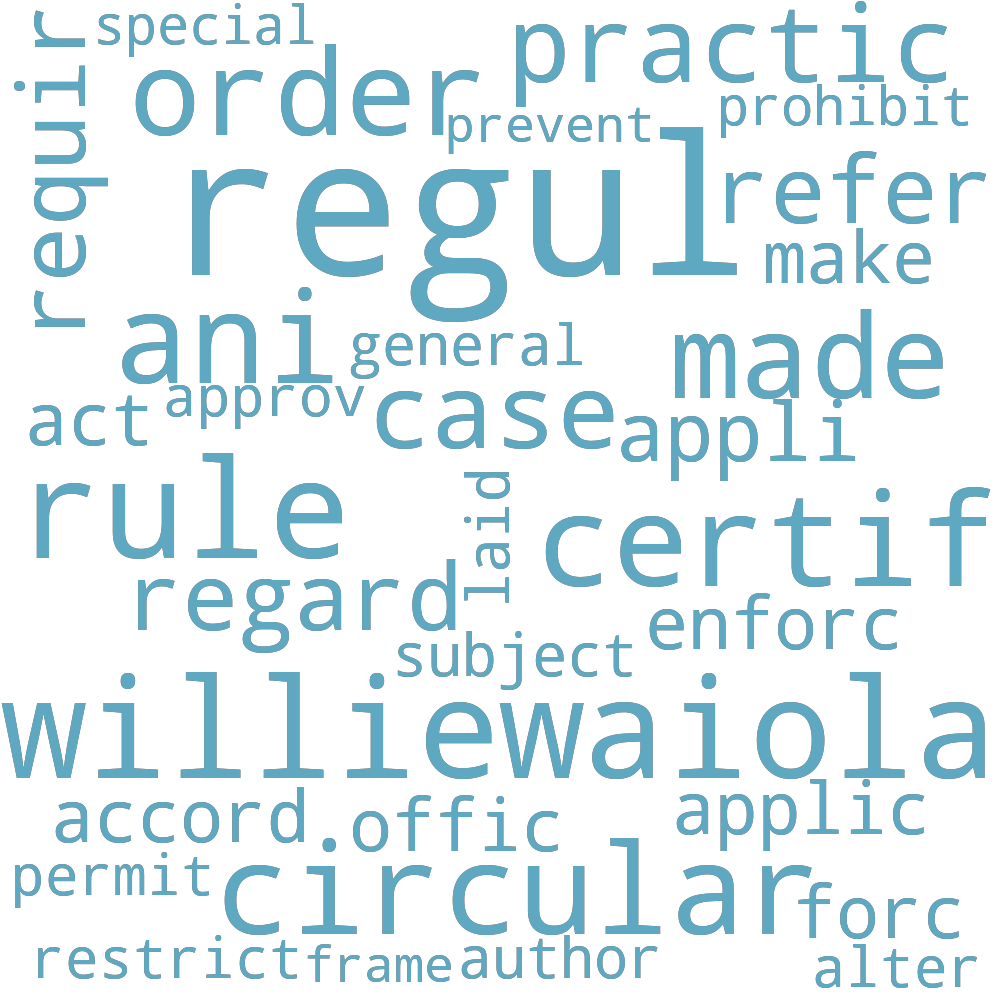 special
practic
requir
order
prevent
prohibit
regul
refer
make
ani
general
made
act
approv
case
appli
rule
laid
certif
regard
enforc
subject
williewaiola
accord
offic
applic
permit
circular
forc
restrict
frame
author
alter